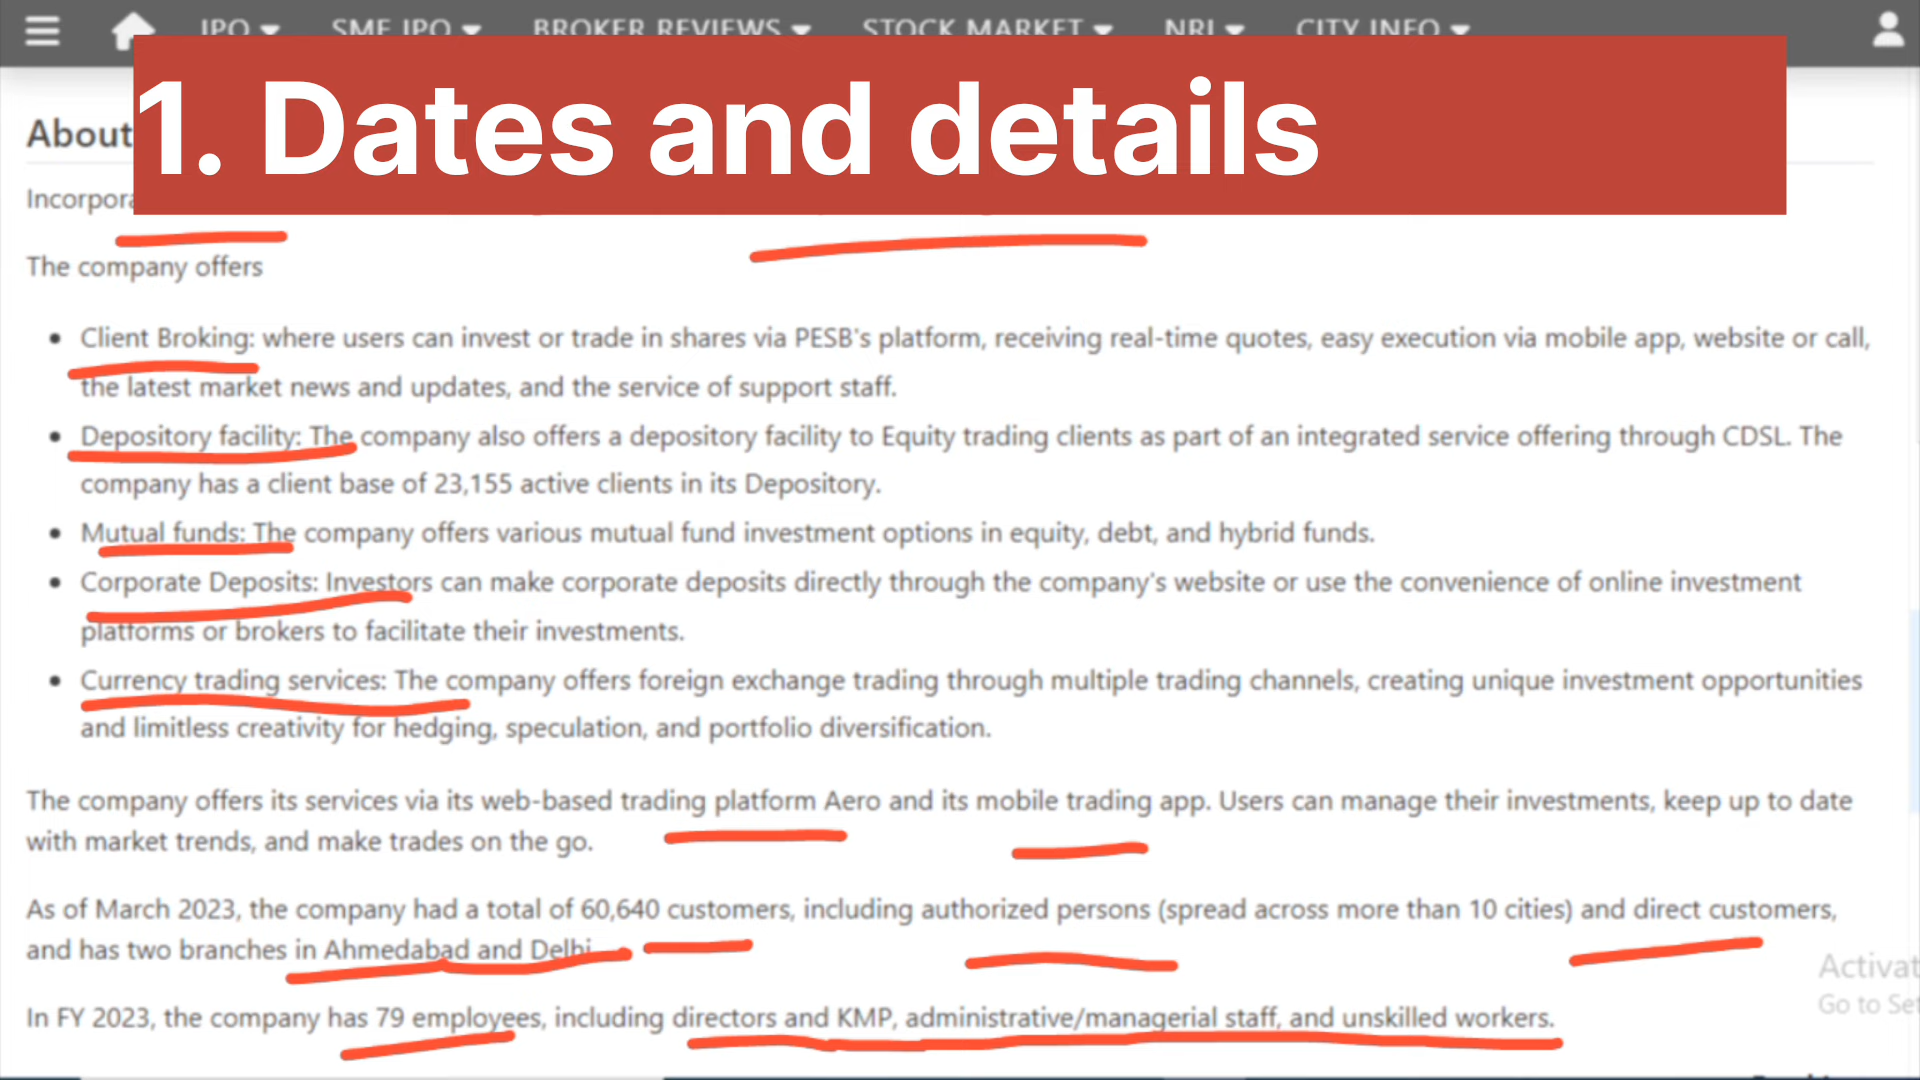 IPO SME IPO BROKER REVIEWS STOCK MARKET NRI CITY INFO
1. Dates and details
About
Incorpora
The company offers
Client Broking: where users can invest or trade in shares via PESB's platform, receiving real-time quotes, easy execution via mobile app, website or call,
the latest market news and updates, and the service of support staff.
Depository facility: The company also offers a depository facility to Equity trading clients as part of an integrated service offering through CDSL. The
company has a client base of 23,155 active clients in its Depository.
Mutual funds: The company offers various mutual fund investment options in equity, debt, and hybrid funds.
Corporate Deposits: Investors can make corporate deposits directly through the company's website or use the convenience of online investment
platforms or brokers to facilitate their investments.
Currency trading services: The company offers foreign exchange trading through multiple trading channels, creating unique investment opportunities
and limitless creativity for hedging, speculation, and portfolio diversification.
The company offers its services via its web-based trading platform Aero and its mobile trading app. Users can manage their investments, keep up to date
with market trends, and make trades on the go.
As of March 2023, the company had a total of 60,640 customers, including authorized persons (spread across more than 10 cities) and direct customers,
and has two branches in Ahmedabad and Delhi
Activat
Go to Set
In FY 2023, the company has 79 employees, including directors and KMP, administrative/managerial staff, and unskilled workers.